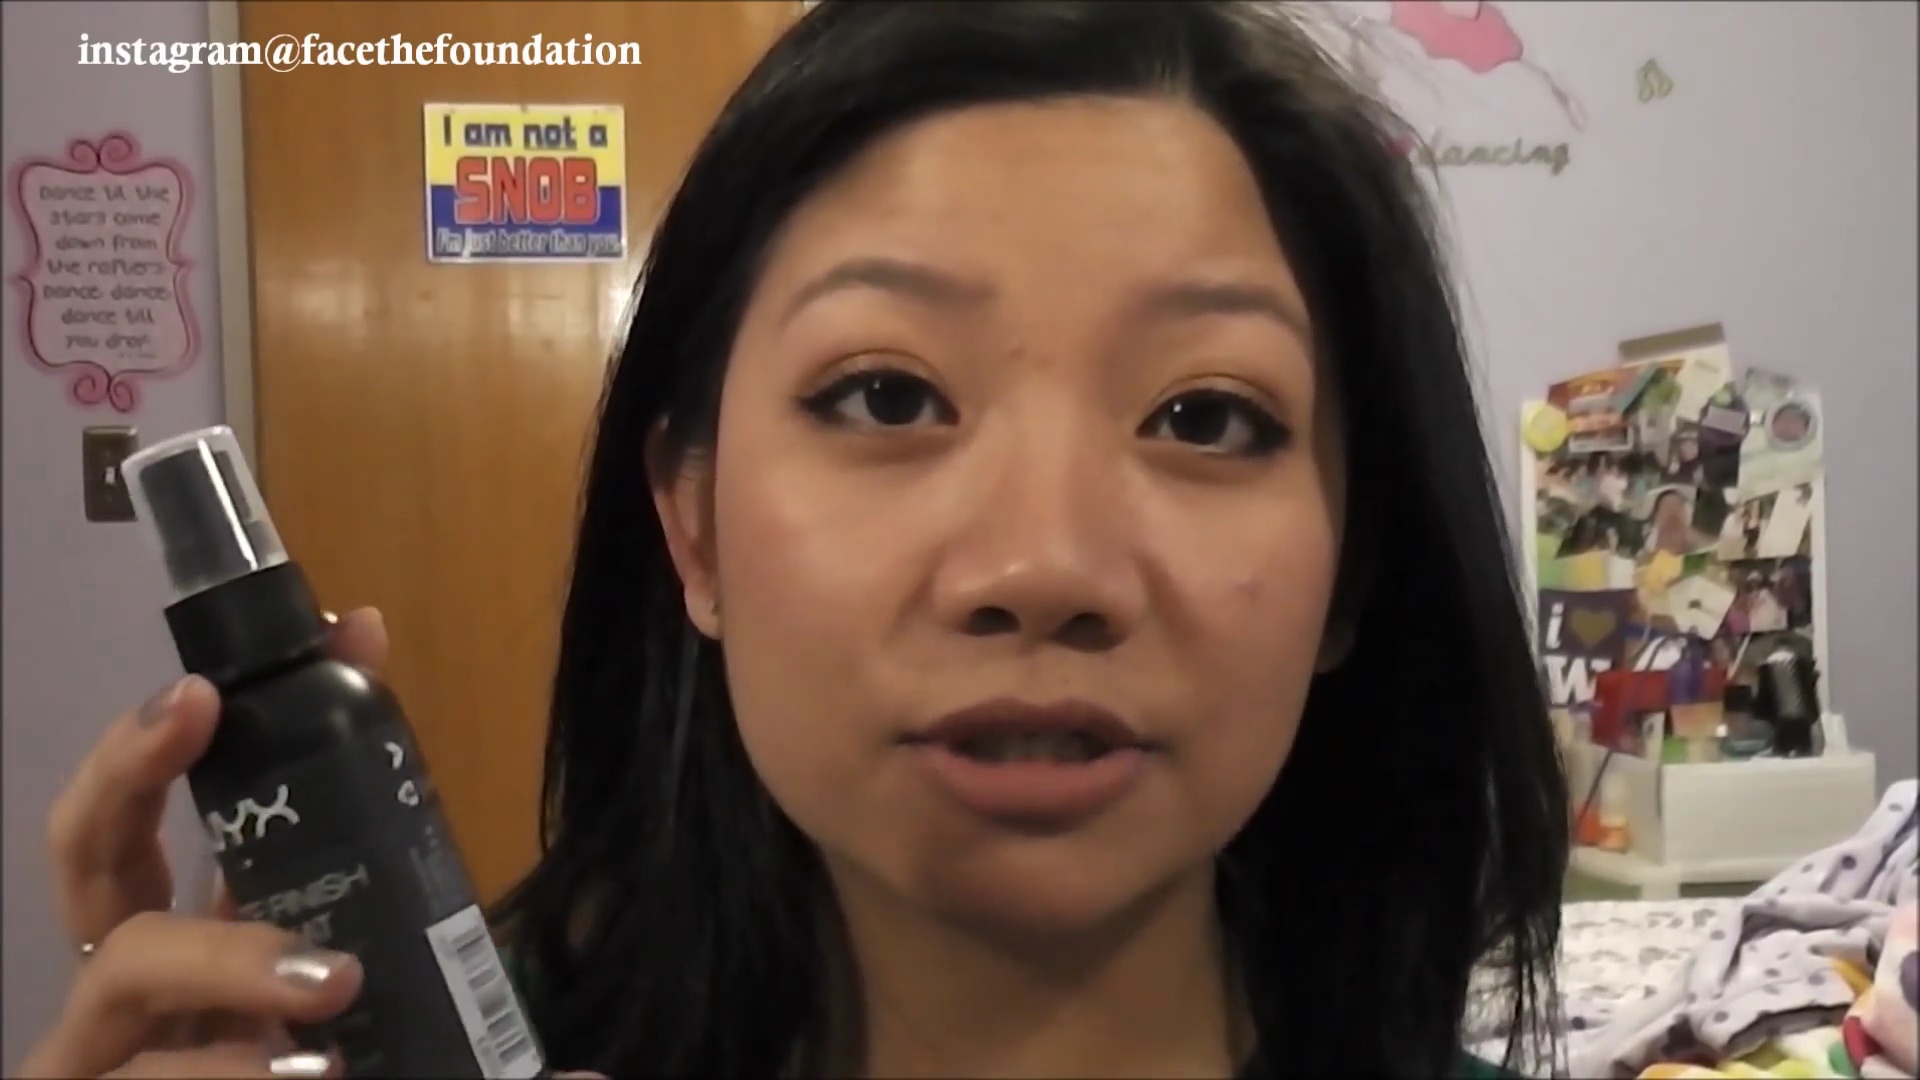 instagram@facethefoundation
I am not a
SNOB
I'm just better than you.
Dance til the
stars come
down from
the rafters
Dance, dance,
dance till
you drop.
dancing
NYX
FINISH
i
W